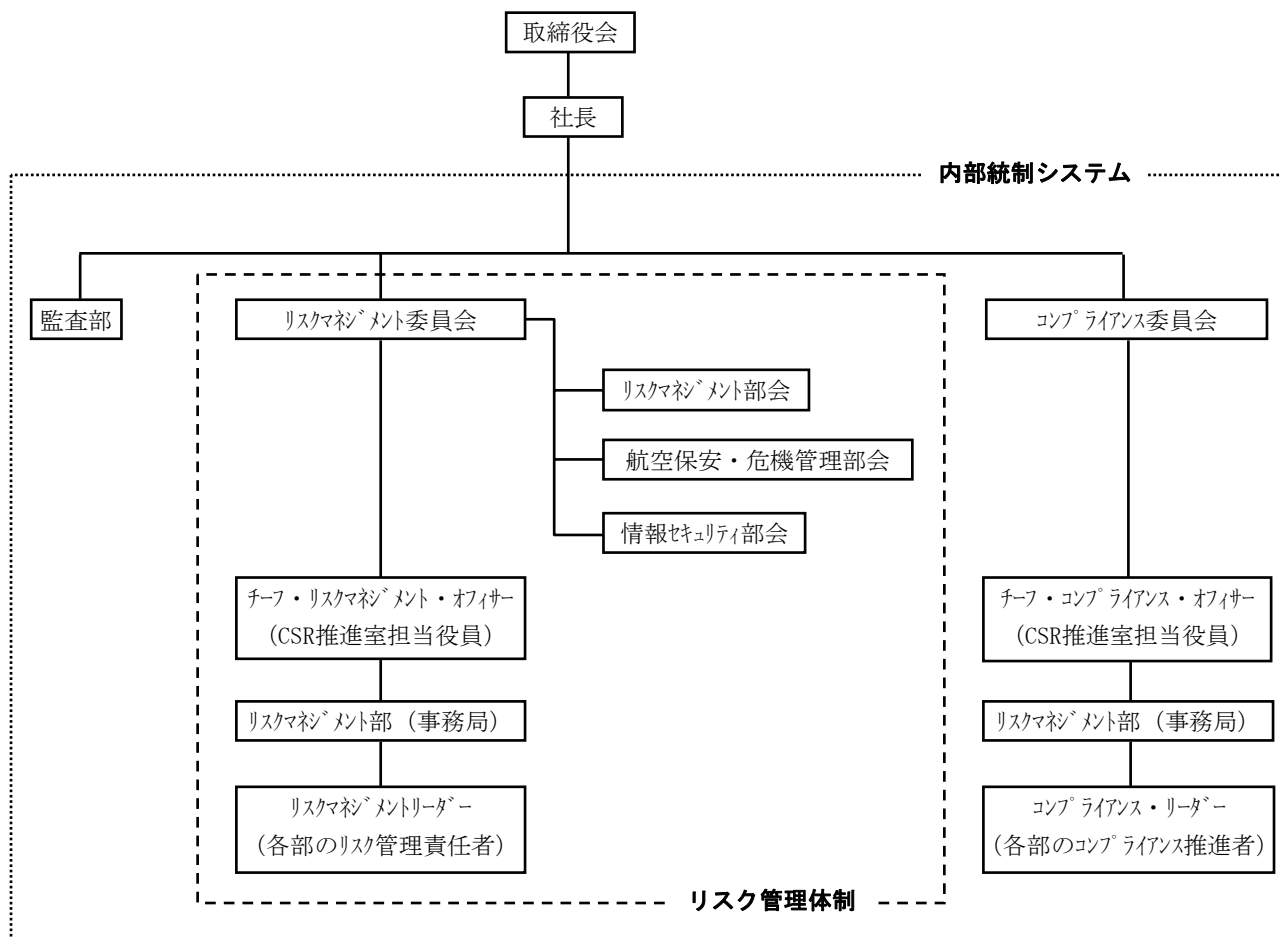 取締役会
社長
内部統制システム
監査部
ﾘｽｸﾏﾈｼﾞﾒﾝﾄ委員会
ｺﾝﾌﾟﾗｲｱﾝｽ委員会
ﾘｽｸﾏﾈｼﾞﾒﾝﾄ部会
航空保安・危機管理部会
情報ｾｷｭﾘﾃｨ部会
ﾁｰﾌ・ﾘｽｸﾏﾈｼﾞﾒﾝﾄ・ｵﾌｨｻｰ
（CSR推進室担当役員）
ﾁｰﾌ・ｺﾝﾌﾟﾗｲｱﾝｽ・ｵﾌｨｻｰ
（CSR推進室担当役員）
ﾘｽｸﾏﾈｼﾞﾒﾝﾄ部（事務局）
ﾘｽｸﾏﾈｼﾞﾒﾝﾄ部（事務局）
ﾘｽｸﾏﾈｼﾞﾒﾝﾄﾘｰﾀﾞｰ
（各部のﾘｽｸ管理責任者）
ｺﾝﾌﾟﾗｲｱﾝｽ・ﾘｰﾀﾞｰ
（各部のｺﾝﾌﾟﾗｲｱﾝｽ推進者）
リスク管理体制